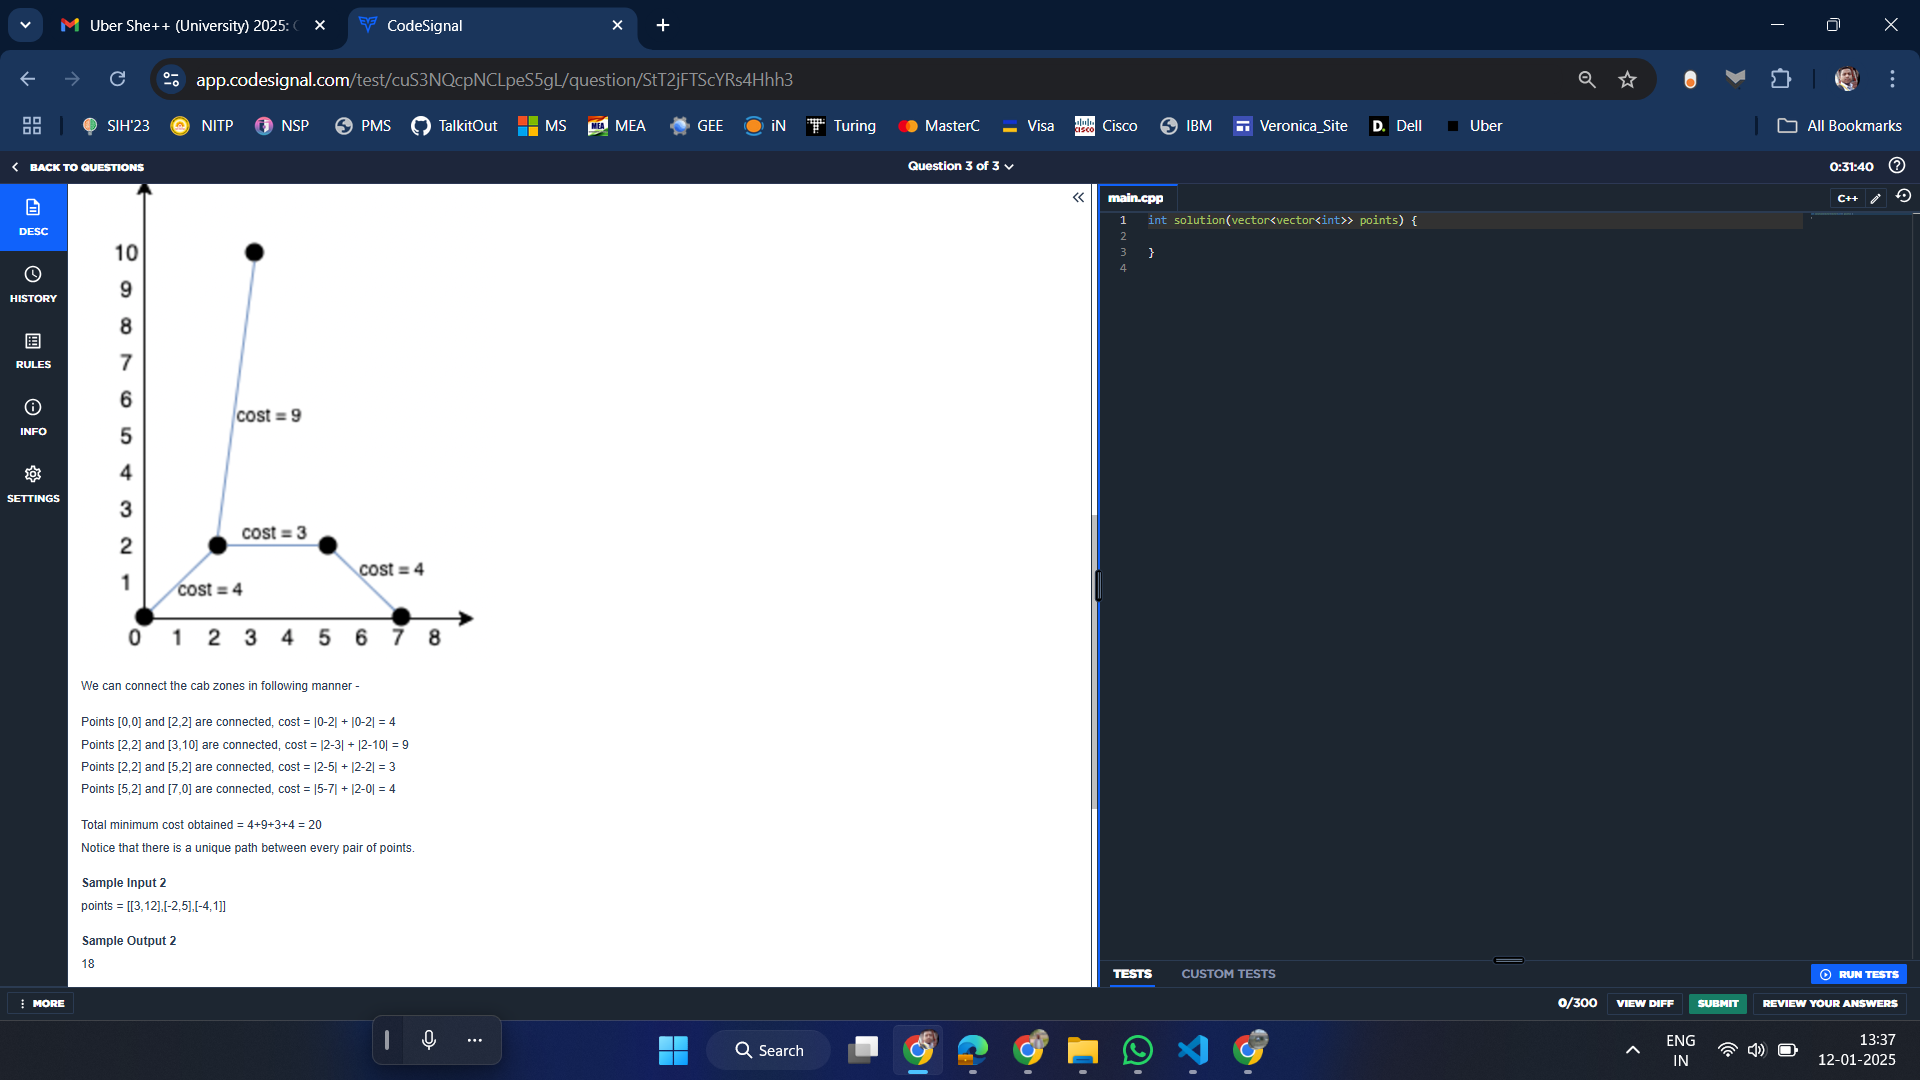 Uber She++ (University) 2025: C
CodeSignal
app.codesignal.com/test/cuS3NQcpNCLpeS5gL/question/StT2jFTScYRs4Hhh3
SIH'23
NITP
NSP
PMS
TalkitOut
MS
MEA
GEE
iN
Turing
MasterC
Visa
Cisco
IBM
Veronica_Site
Dell
Uber
All Bookmarks
BACK TO QUESTIONS
Question 3 of 3
0:31:40
DESC
HISTORY
RULES
INFO
SETTINGS
10
9
8
7
6
5
4
3
2
1
cost = 9
cost = 3
cost = 4
cost = 4
0 1 2 3 4 5 6 7 8
We can connect the cab zones in following manner -
Points [0,0] and [2,2] are connected, cost = |0-2| + |0-2| = 4
Points [2,2] and [3,10] are connected, cost = |2-3| + |2-10| = 9
Points [2,2] and [5,2] are connected, cost = |2-5| + |2-2| = 3
Points [5,2] and [7,0] are connected, cost = |5-7| + |2-0| = 4
Total minimum cost obtained = 4+9+3+4 = 20
Notice that there is a unique path between every pair of points.
Sample Input 2
points = [[3,12],[-2,5],[-4,1]]
Sample Output 2
18
main.cpp
C++
1 int solution(vector<vector<int>> points) {
2
3 }
4
TESTS
CUSTOM TESTS
RUN TESTS
MORE
0/300
VIEW DIFF
SUBMIT
REVIEW YOUR ANSWERS
Search
ENG
IN
13:37
12-01-2025